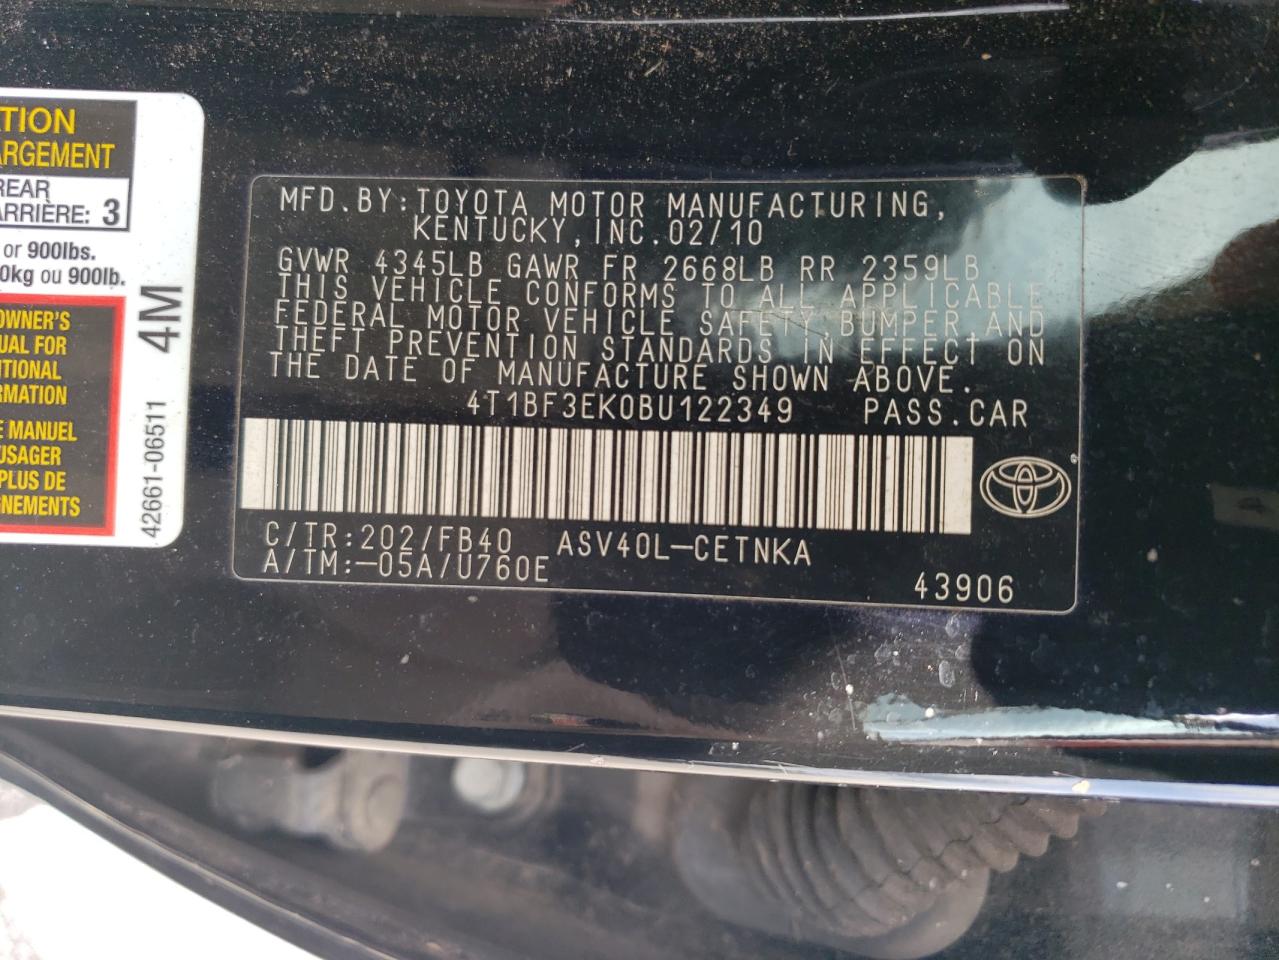 TION
ARGEMENT
REAR
ARRIÈRE: 3
or 900lbs.
0kg ou 900lb.
OWNER'S
UAL FOR
ITIONAL
RMATION
E MANUEL
USAGER
PLUS DE
GNEMENTS
42661-06511 4M
MFD.BY:TOYOTA MOTOR MANUFACTURING,
KENTUCKY,INC.02/10
GVWR 4345LB GAWR FR 2668LB RR 2359LB
THIS VEHICLE CONFORMS TO ALL APPLICABLE
FEDERAL MOTOR VEHICLE SAFETY,BUMPER,AND
THEFT PREVENTION STANDARDS IN EFFECT ON
THE DATE OF MANUFACTURE SHOWN ABOVE.
4T1BF3EK0BU122349 PASS.CAR
C/TR:202/FB40 ASV40L-CETNKA
A/TM:-05A/U760E
43906